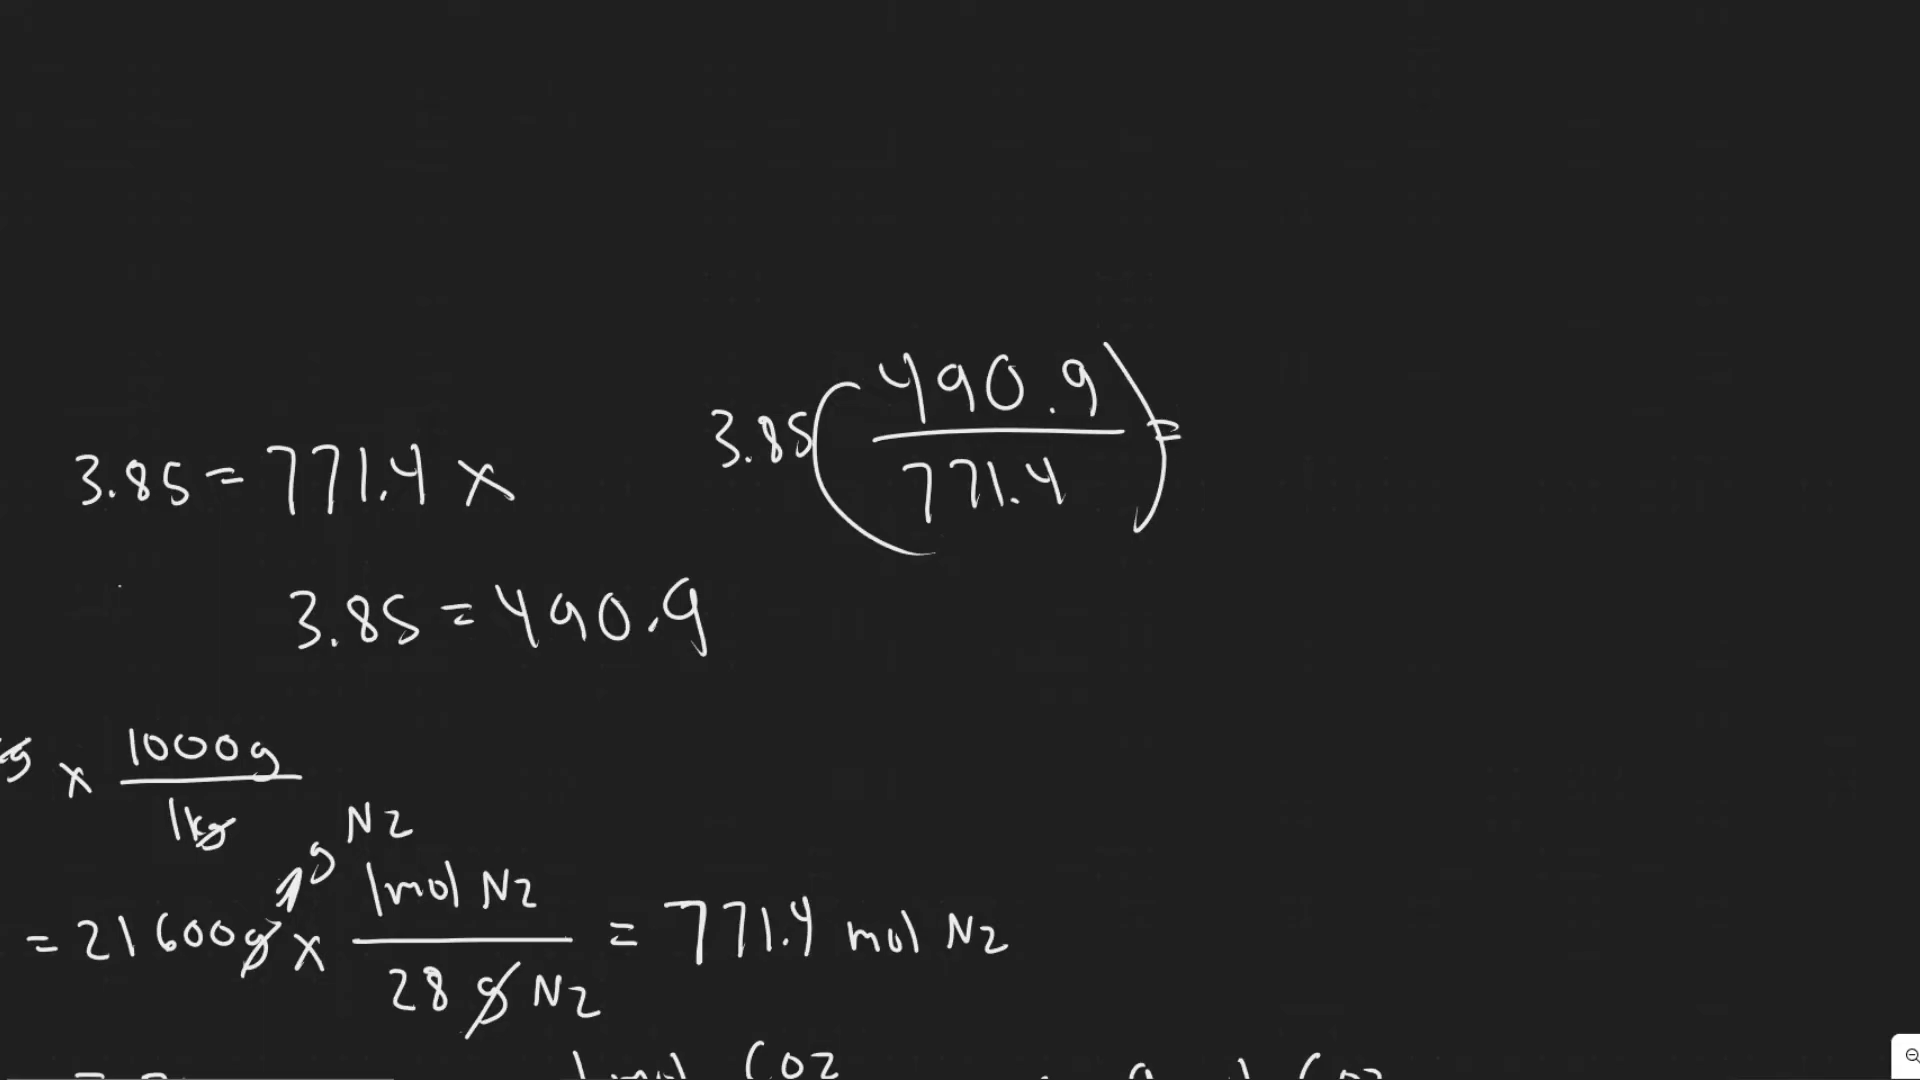 3.85 = 771.4 x
3.85 (490.9 / 771.4) =
3.85 = 490.9
x 1000g / 1kg
N2
g
= 21600g x 1mol N2 / 28 g N2 = 771.4 mol N2
CO2